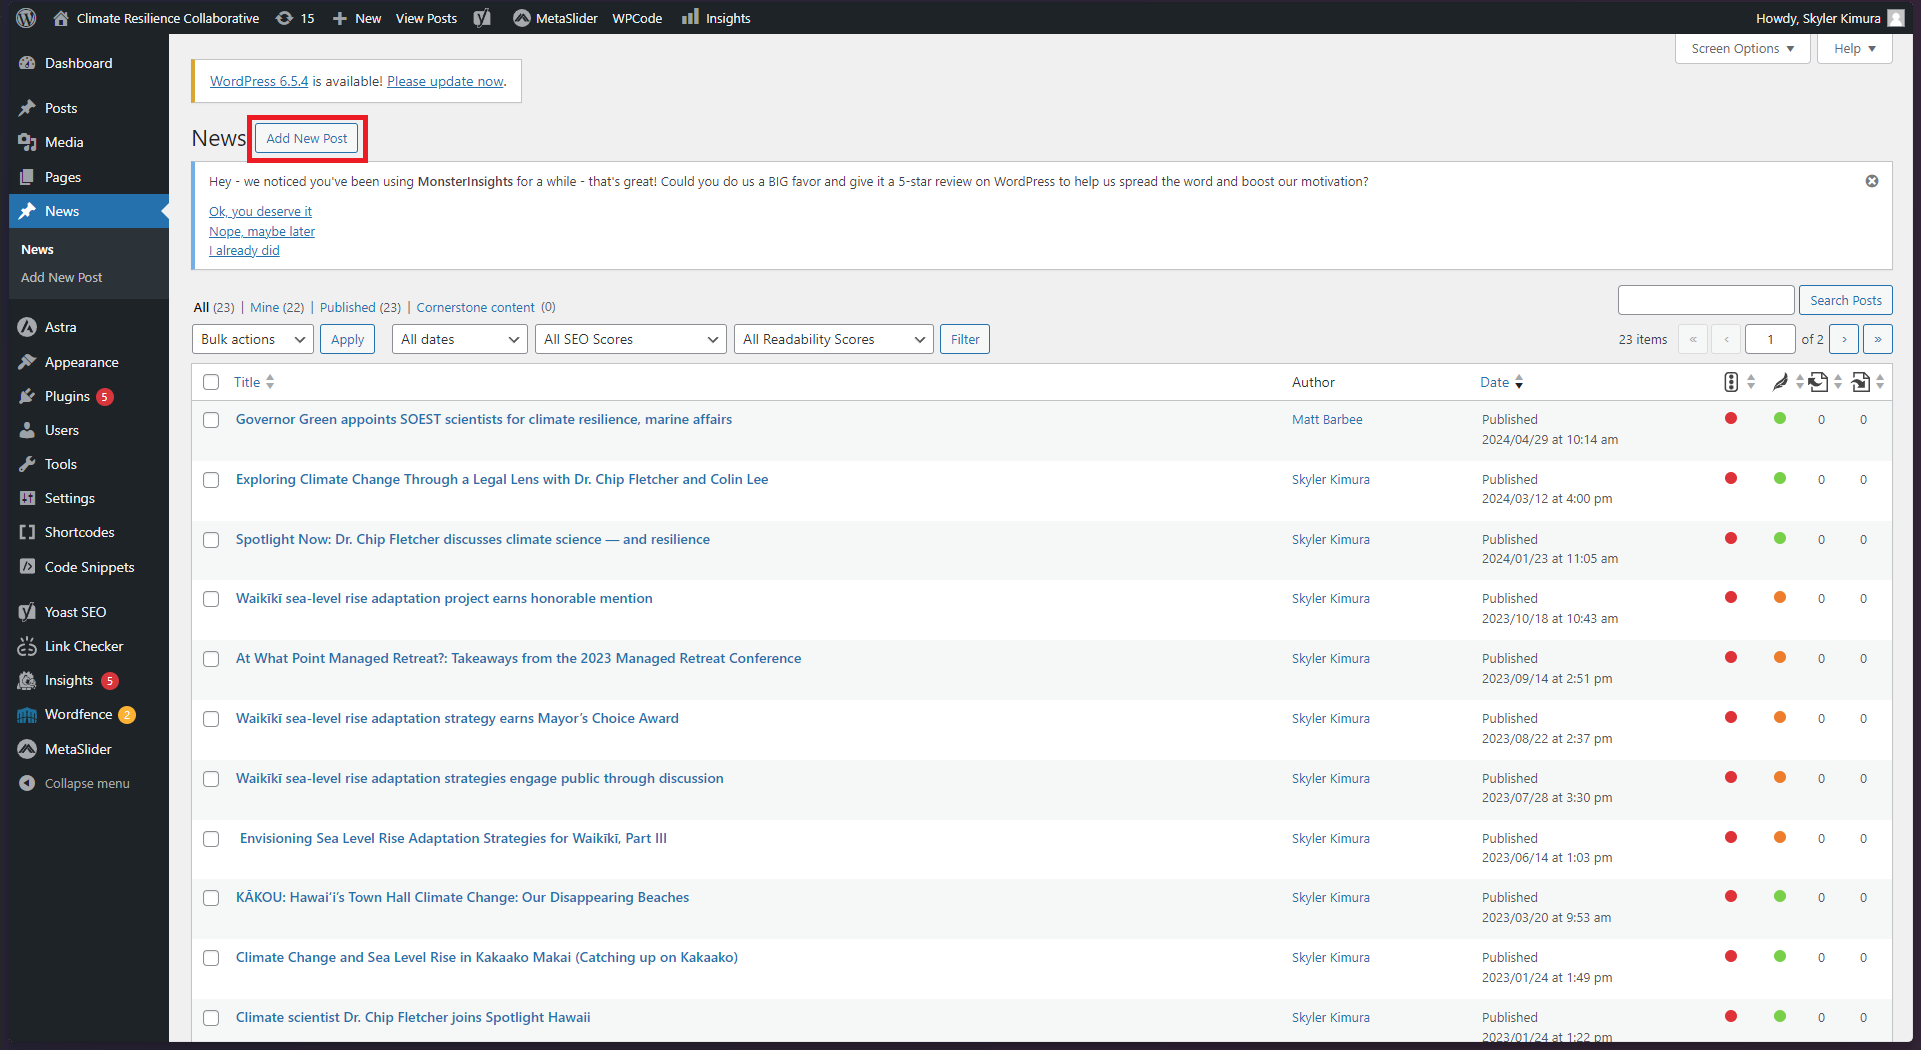 Climate Resilience Collaborative 15 New View Posts MetaSlider WPCode Insights Howdy, Skyler Kimura
Screen Options Help
Dashboard
Posts
Media
Pages
News
News
Add New Post
Astra
Appearance
Plugins 5
Users
Tools
Settings
Shortcodes
Code Snippets
Yoast SEO
Link Checker
Insights 5
Wordfence 2
MetaSlider
Collapse menu
WordPress 6.5.4 is available! Please update now.
News Add New Post
Hey - we noticed you've been using MonsterInsights for a while - that's great! Could you do us a BIG favor and give it a 5-star review on WordPress to help us spread the word and boost our motivation?
Ok, you deserve it
Nope, maybe later
I already did
All (23) | Mine (22) | Published (23) | Cornerstone content (0)
Search Posts
Bulk actions Apply All dates All SEO Scores All Readability Scores Filter 23 items « ‹ 1 of 2 › »
Title Author Date
Governor Green appoints SOEST scientists for climate resilience, marine affairs Matt Barbee Published 0 0
2024/04/29 at 10:14 am
Exploring Climate Change Through a Legal Lens with Dr. Chip Fletcher and Colin Lee Skyler Kimura Published 0 0
2024/03/12 at 4:00 pm
Spotlight Now: Dr. Chip Fletcher discusses climate science — and resilience Skyler Kimura Published 0 0
2024/01/23 at 11:05 am
Waikīkī sea-level rise adaptation project earns honorable mention Skyler Kimura Published 0 0
2023/10/18 at 10:43 am
At What Point Managed Retreat?: Takeaways from the 2023 Managed Retreat Conference Skyler Kimura Published 0 0
2023/09/14 at 2:51 pm
Waikīkī sea-level rise adaptation strategy earns Mayor’s Choice Award Skyler Kimura Published 0 0
2023/08/22 at 2:37 pm
Waikīkī sea-level rise adaptation strategies engage public through discussion Skyler Kimura Published 0 0
2023/07/28 at 3:30 pm
Envisioning Sea Level Rise Adaptation Strategies for Waikīkī, Part III Skyler Kimura Published 0 0
2023/06/14 at 1:03 pm
KĀKOU: Hawaiʻi’s Town Hall Climate Change: Our Disappearing Beaches Skyler Kimura Published 0 0
2023/03/20 at 9:53 am
Climate Change and Sea Level Rise in Kakaako Makai (Catching up on Kakaako) Skyler Kimura Published 0 0
2023/01/24 at 1:49 pm
Climate scientist Dr. Chip Fletcher joins Spotlight Hawaii Skyler Kimura Published 0 0
2023/01/24 at 1:22 pm